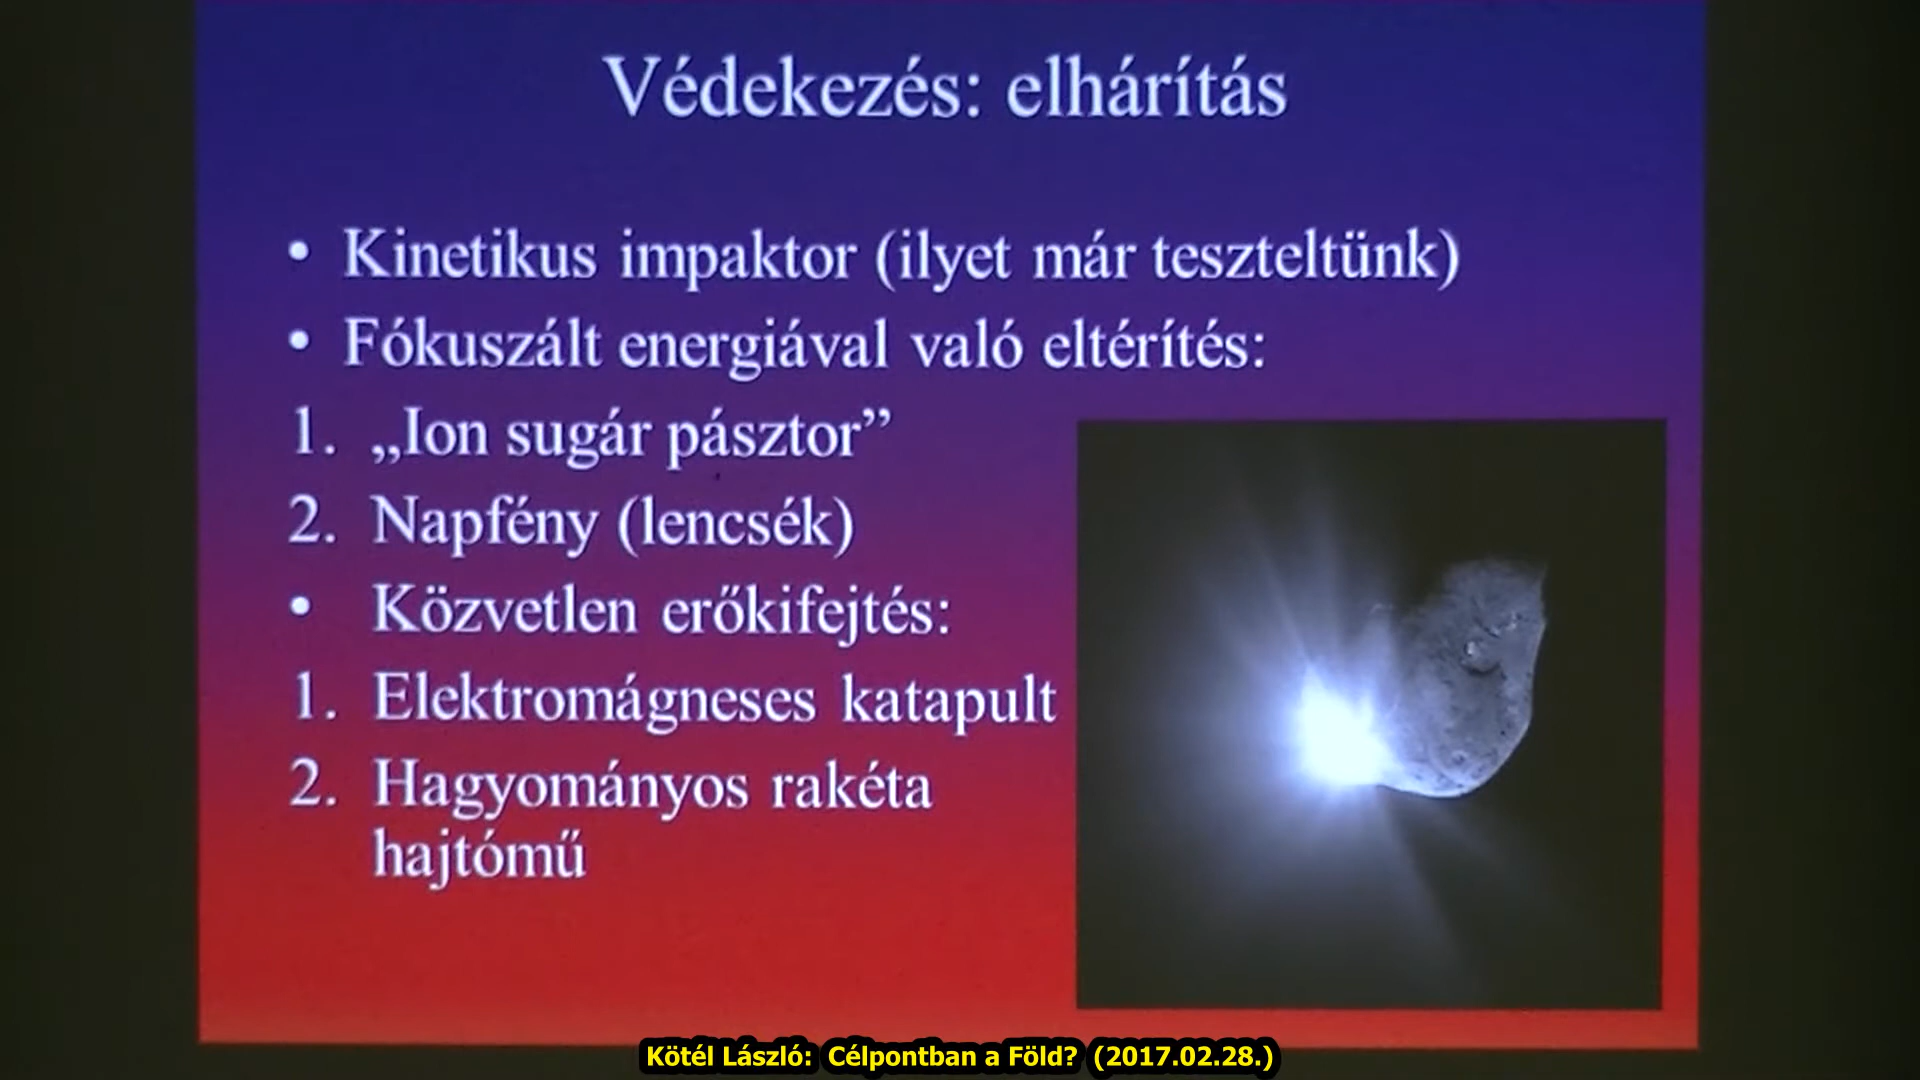 Védekezés: elhárítás
• Kinetikus impaktor (ilyet már teszteltünk)
• Fókuszált energiával való eltérítés:
1. „Ion sugár pásztor”
2. Napfény (lencsék)
• Közvetlen erőkifejtés:
1. Elektromágneses katapult
2. Hagyományos rakéta
hajtómű
Kötél László: Célpontban a Föld? (2017.02.28.)